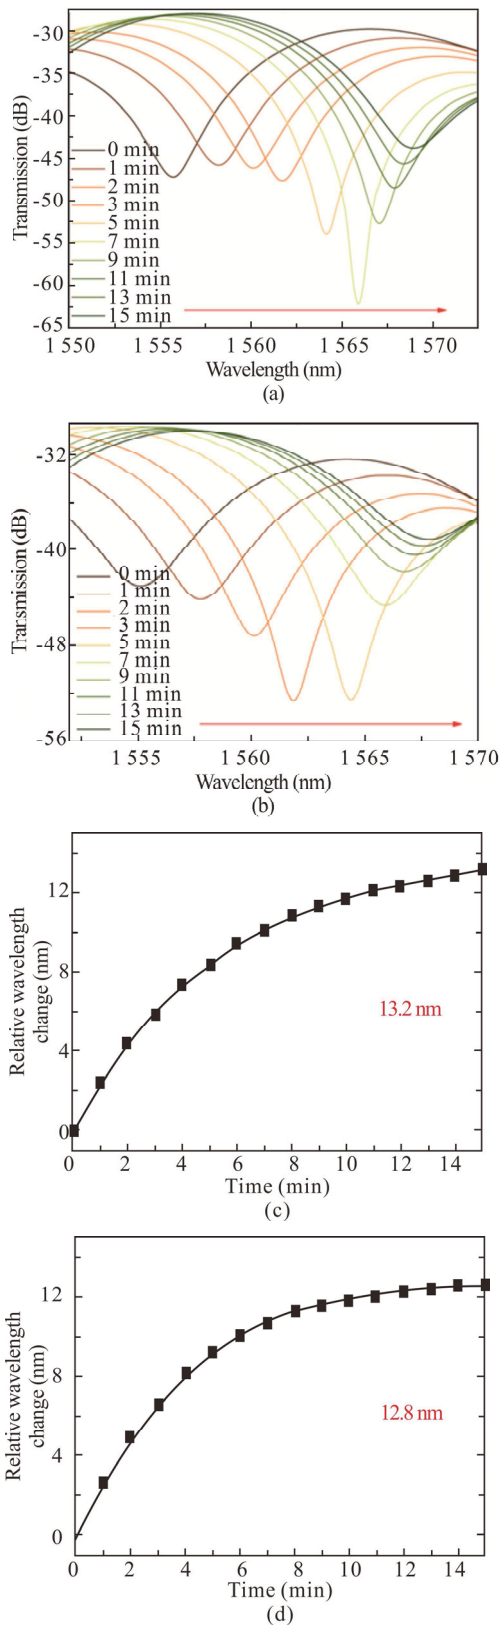 -30
-35
-40
-45
-50
-55
-60
-65
Transmission (dB)
0 min
1 min
2 min
3 min
5 min
7 min
9 min
11 min
13 min
15 min
1 550 1 555 1 560 1 565 1 570
Wavelength (nm)
(a)
-32
-40
-48
-56
Transmission (dB)
0 min
1 min
2 min
3 min
5 min
7 min
9 min
11 min
13 min
15 min
1 555 1 560 1 565 1 570
Wavelength (nm)
(b)
12
8
4
0
Relative wavelength
change (nm)
13.2 nm
0 2 4 6 8 10 12 14
Time (min)
(c)
12
8
4
0
Relative wavelength
change (nm)
12.8 nm
0 2 4 6 8 10 12 14
Time (min)
(d)